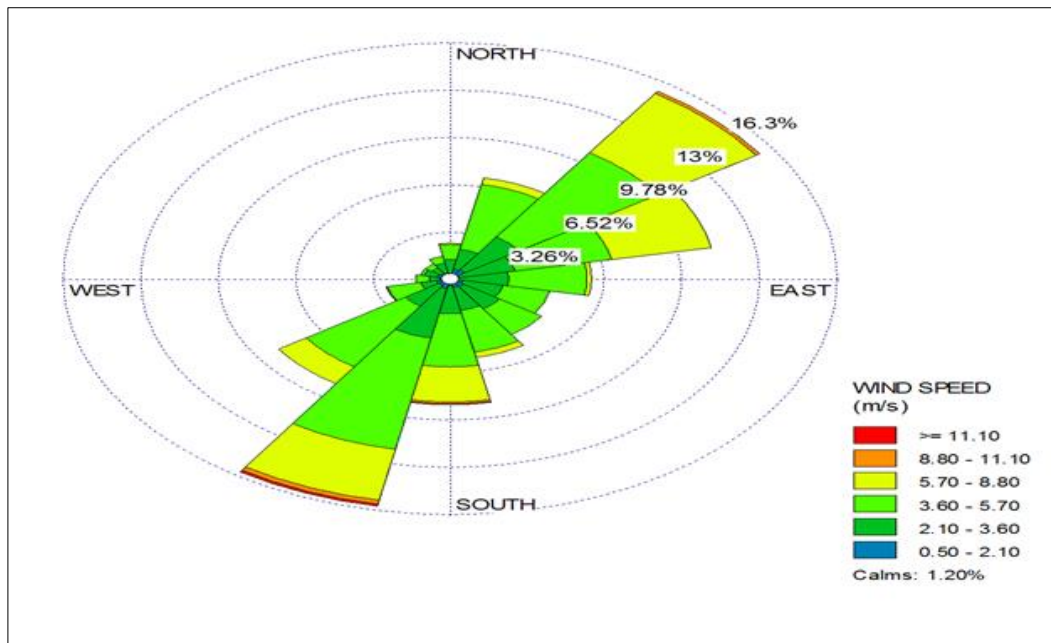 NORTH
16.3%
13%
9.78%
6.52%
3.26%
WEST
EAST
SOUTH
WIND SPEED
(m/s)
>= 11.10
8.80 - 11.10
5.70 - 8.80
3.60 - 5.70
2.10 - 3.60
0.50 - 2.10
Calms: 1.20%